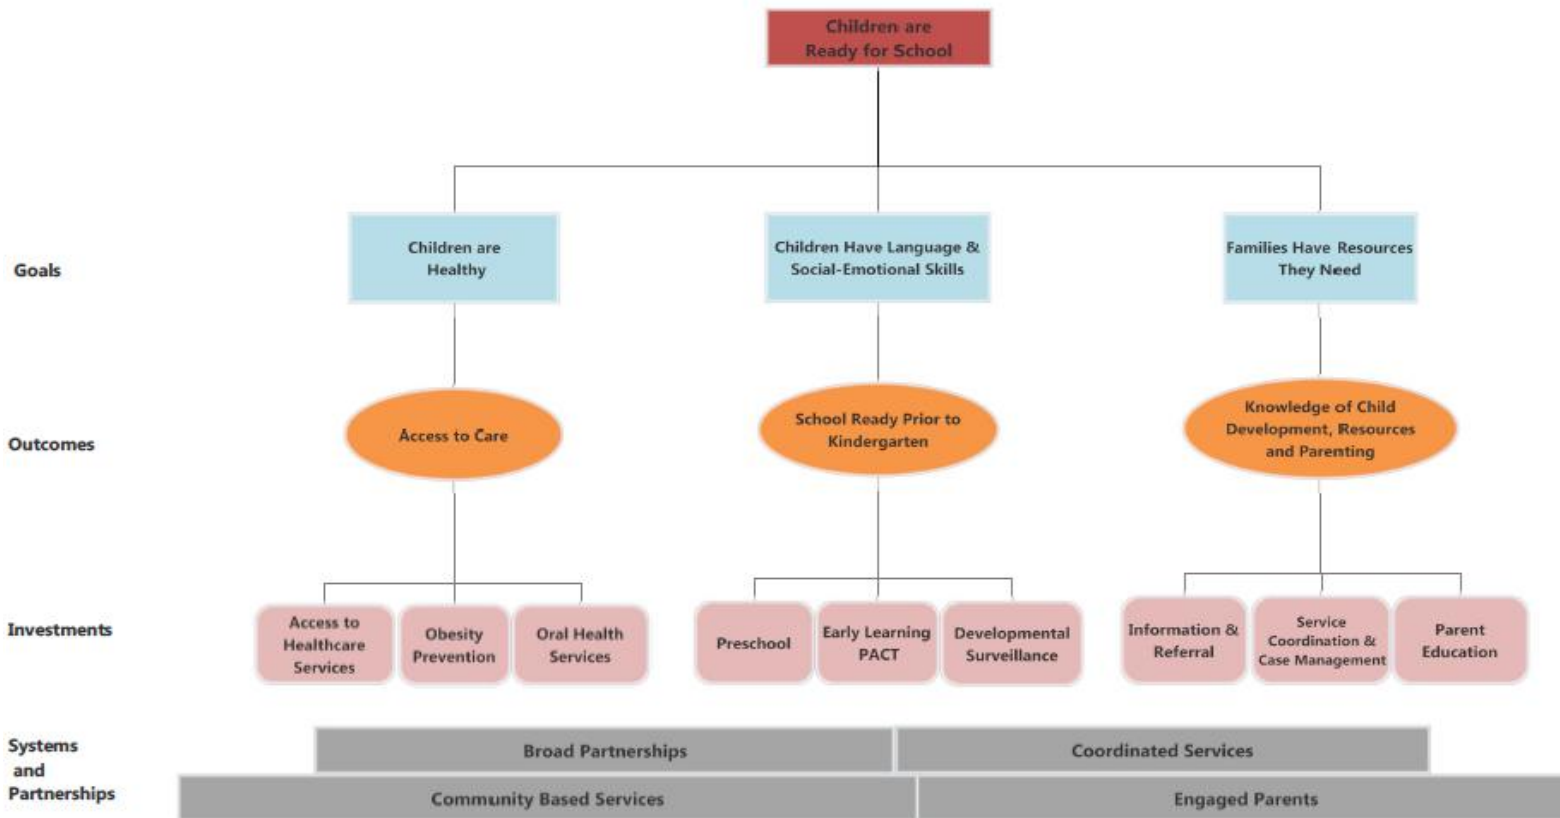 Children are
Ready for School
Goals
Children are
Healthy
Children Have Language &
Social-Emotional Skills
Families Have Resources
They Need
Outcomes
Access to Care
School Ready Prior to
Kindergarten
Knowledge of Child
Development, Resources
and Parenting
Investments
Access to
Healthcare
Services
Obesity
Prevention
Oral Health
Services
Preschool
Early Learning
PACT
Developmental
Surveillance
Information &
Referral
Service
Coordination &
Case Management
Parent
Education
Systems
and
Partnerships
Broad Partnerships
Coordinated Services
Community Based Services
Engaged Parents